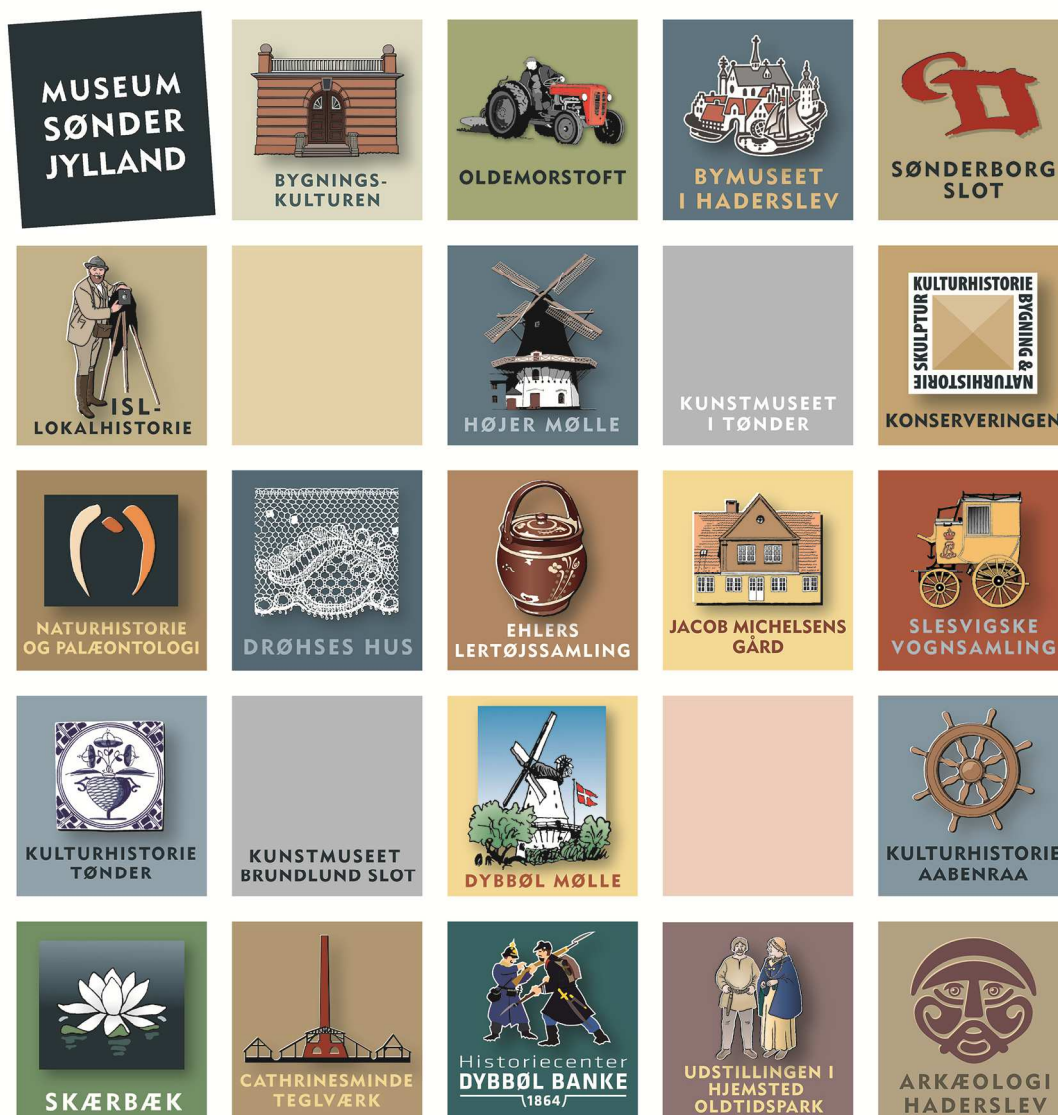 MUSEUM
SØNDER
JYLLAND
BYGNINGS-
KULTUREN
OLDEMORSTOFT
BYMUSEET
I HADERSLEV
SØNDERBORG
SLOT
ISL-
LOKALHISTORIE
HØJER MØLLE
KUNSTMUSEET
I TØNDER
KULTURHISTORIE
BYGNING &
NATURHISTORIE
SKULPTUR
KONSERVERINGEN
NATURHISTORIE
OG PALÆONTOLOGI
DRØHSES HUS
EHLERS
LERTØJSSAMLING
JACOB MICHELSENS
GÅRD
SLESVIGSKE
VOGNSAMLING
KULTURHISTORIE
TØNDER
KUNSTMUSEET
BRUNDLUND SLOT
DYBBØL MØLLE
KULTURHISTORIE
AABENRAA
SKÆRBÆK
CATHRINESMINDE
TEGLVÆRK
Historiecenter
DYBBØL BANKE
1864
UDSTILLINGEN I
HJEMSTED
OLDTIDSPARK
ARKÆOLOGI
HADERSLEV